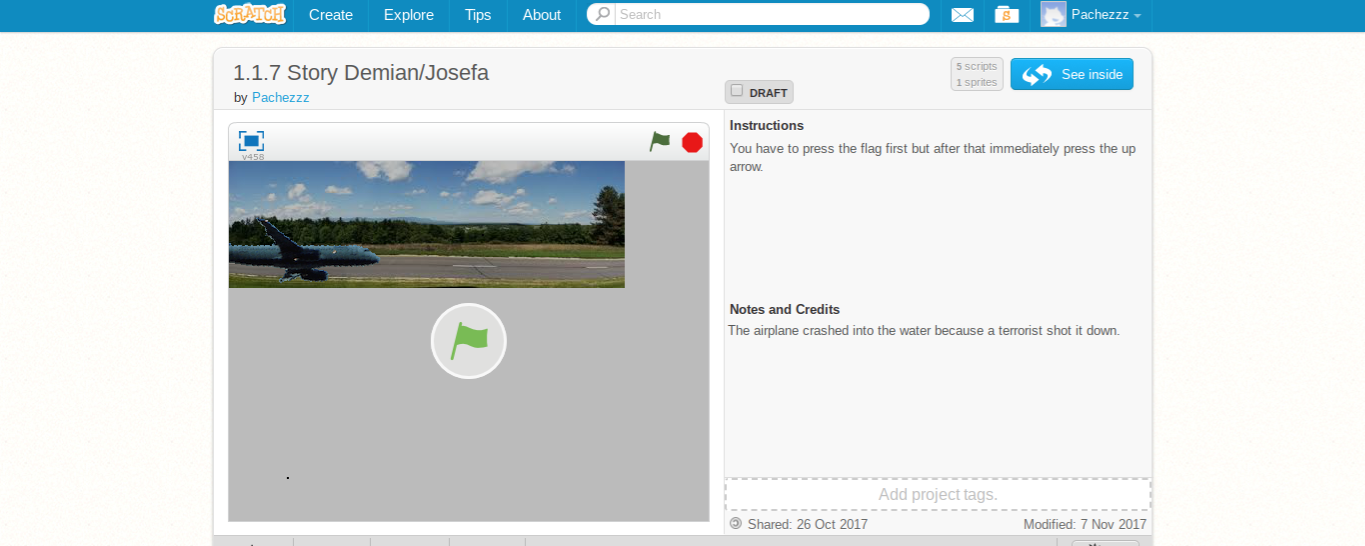 SCRATCH Create Explore Tips About Search Pachezzz
1.1.7 Story Demian/Josefa
by Pachezzz
DRAFT
5 scripts
1 sprites
See inside
v458
Instructions
You have to press the flag first but after that immediately press the up
arrow.
Notes and Credits
The airplane crashed into the water because a terrorist shot it down.
Add project tags.
Shared: 26 Oct 2017 Modified: 7 Nov 2017